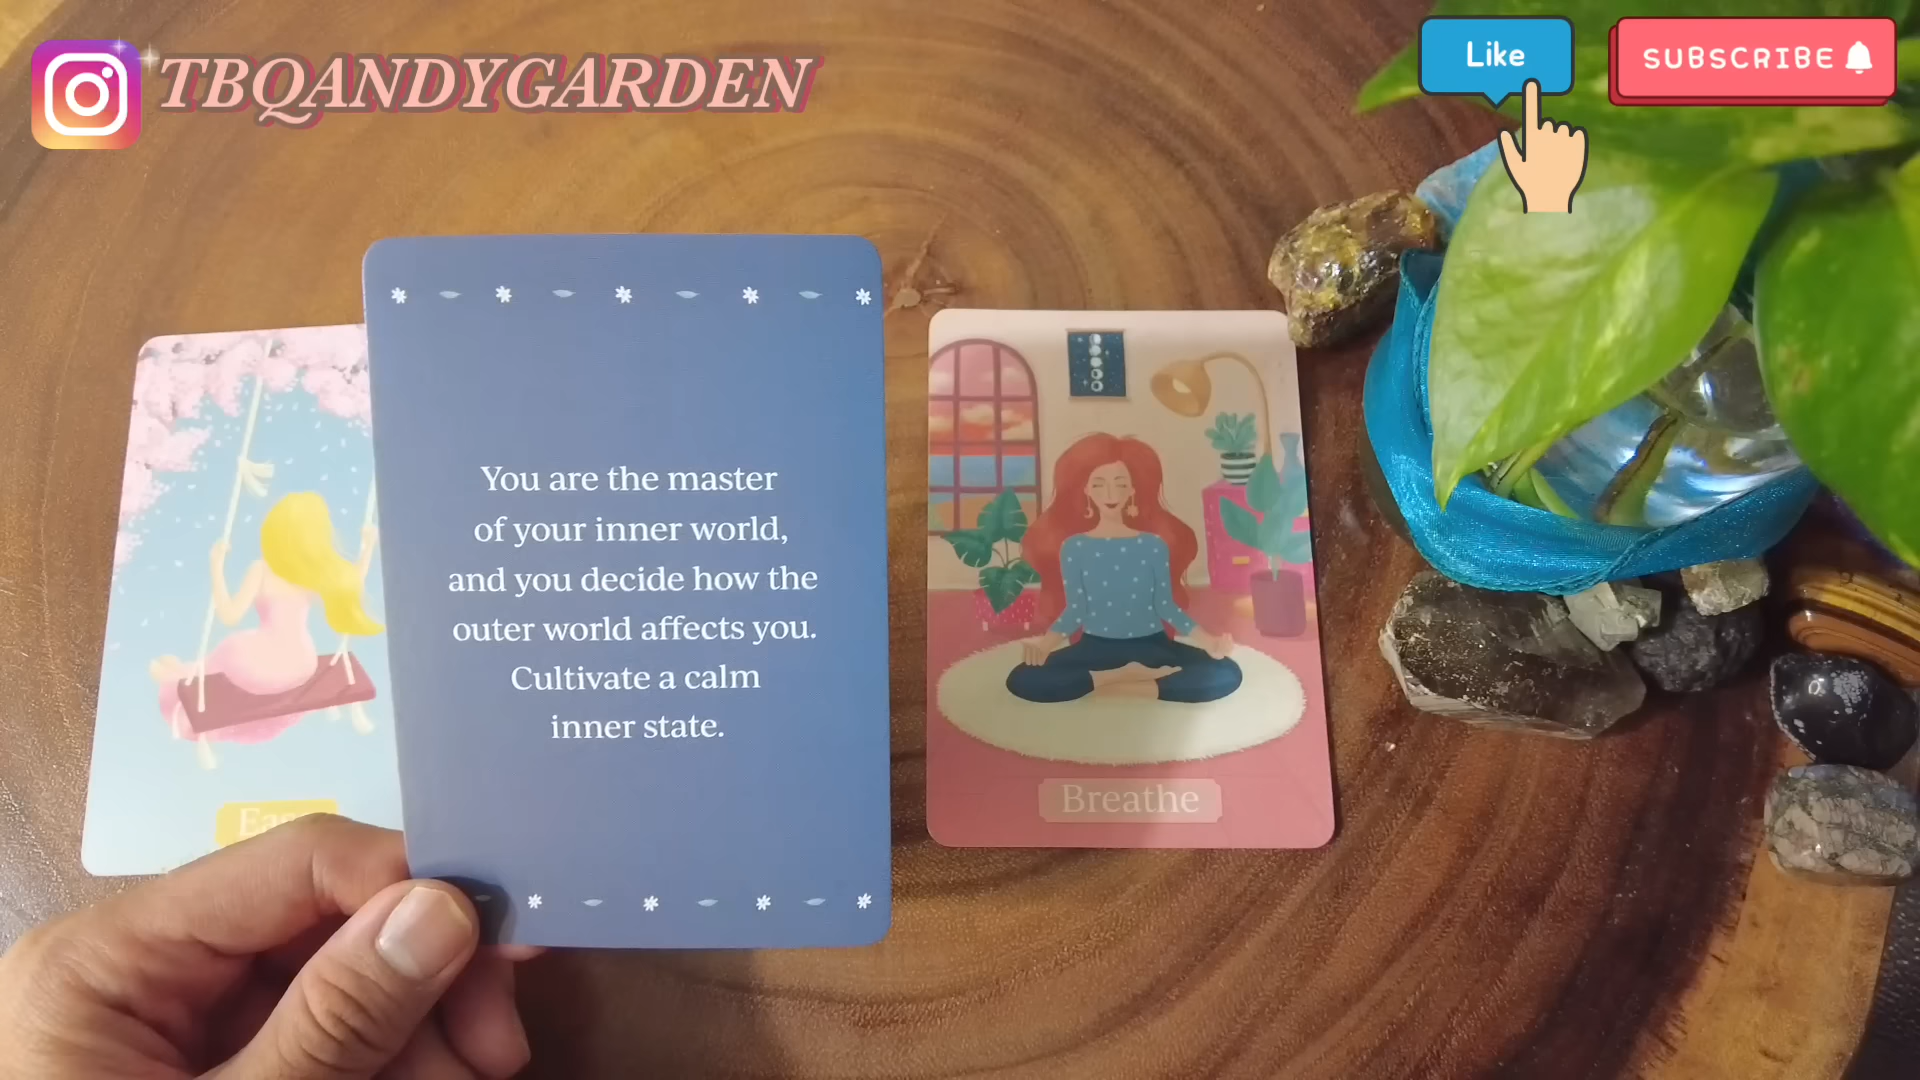 TBQANDYGARDEN
Like
SUBSCRIBE
You are the master
of your inner world,
and you decide how the
outer world affects you.
Cultivate a calm
inner state.
Breathe